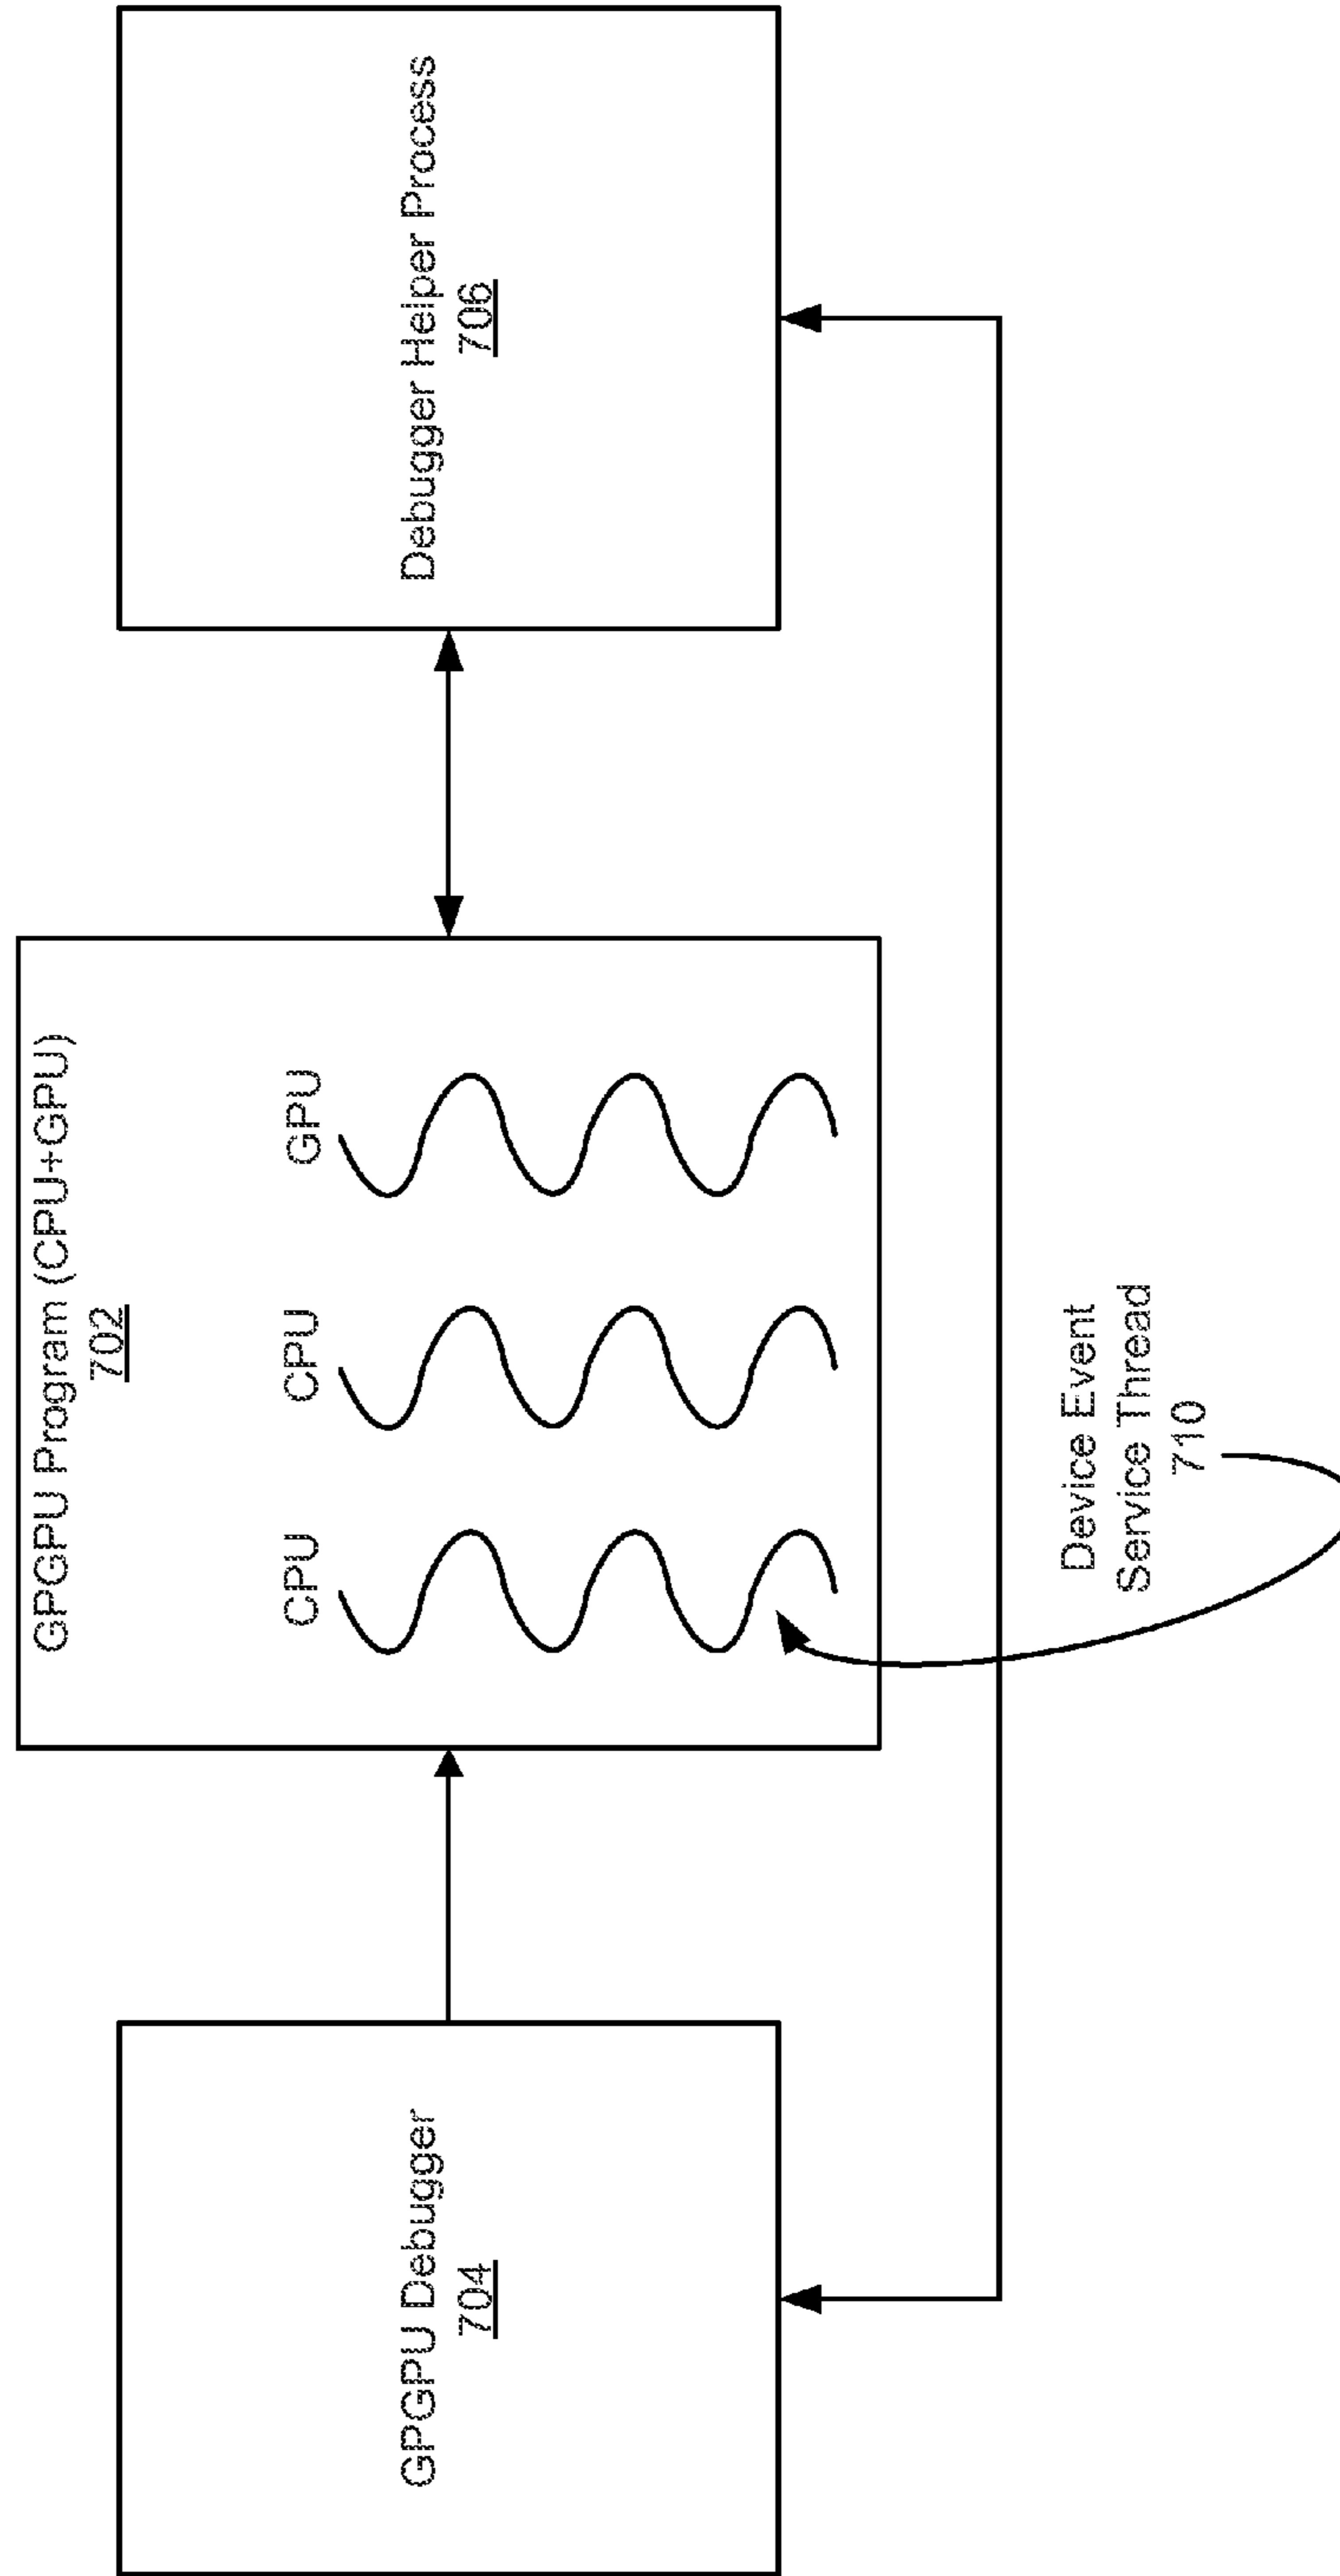 GPGPU Debugger
704
GPGPU Program (CPU+GPU)
702
CPU
CPU
GPU
Debugger Helper Process
706
Device Event
Service Thread
710